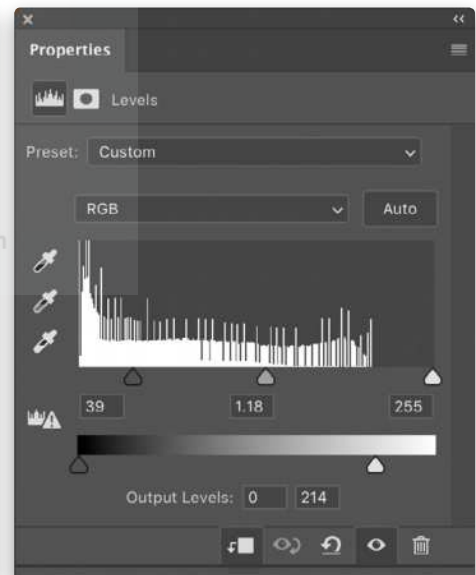 Properties
Levels
Preset: Custom
RGB Auto
39 1.18 255
Output Levels: 0 214